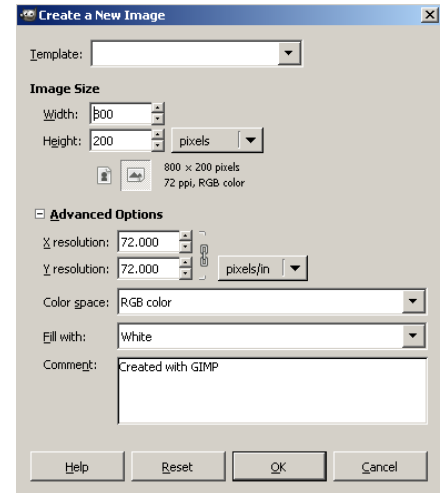 Create a New Image
Template:
Image Size
Width: 800
Height: 200 pixels
800 × 200 pixels
72 ppi, RGB color
Advanced Options
X resolution: 72.000
Y resolution: 72.000 pixels/in
Color space: RGB color
Fill with: White
Comment: Created with GIMP
Help Reset OK Cancel